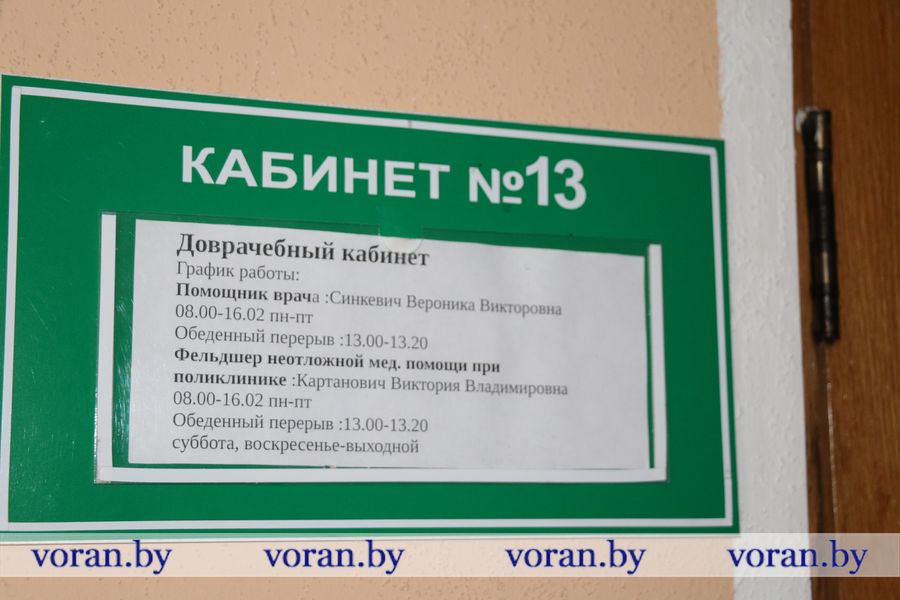 КАБИНЕТ №13
Доврачебный кабинет
График работы:
Помощник врача :Синкевич Вероника Викторовна
08.00-16.02 пн-пт
Обеденный перерыв :13.00-13.20
Фельдшер неотложной мед. помощи при
поликлинике :Картанович Виктория Владимировна
08.00-16.02 пн-пт
Обеденный перерыв :13.00-13.20
суббота, воскресенье-выходной
voran.by voran.by voran.by voran.by